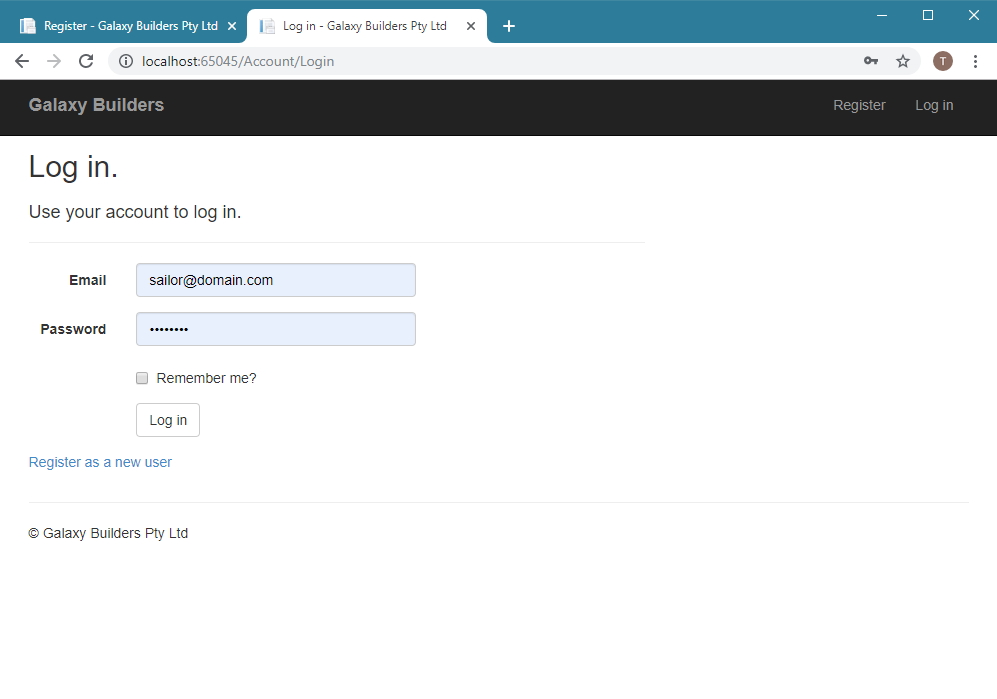 Register - Galaxy Builders Pty Ltd
Log in - Galaxy Builders Pty Ltd
localhost:65045/Account/Login
T
Galaxy Builders
Register
Log in
Log in.
Use your account to log in.
Email
sailor@domain.com
Password
••••••••
Remember me?
Log in
Register as a new user
© Galaxy Builders Pty Ltd